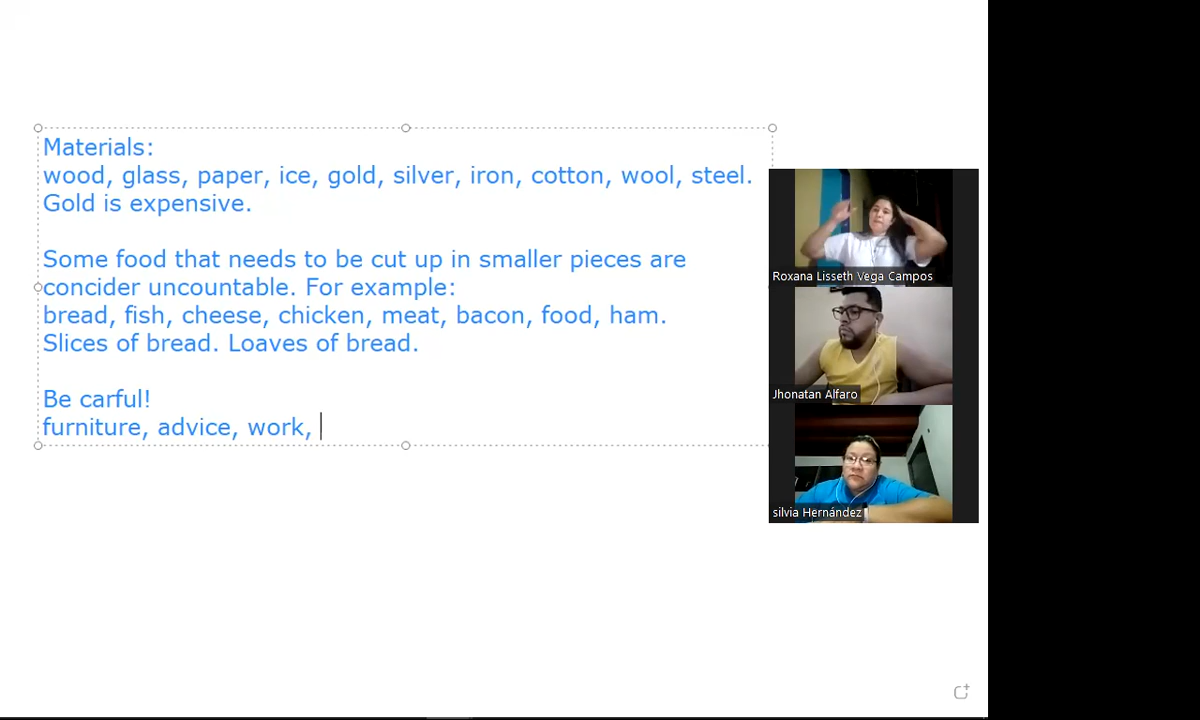 Materials:
wood, glass, paper, ice, gold, silver, iron, cotton, wool, steel.
Gold is expensive.
Some food that needs to be cut up in smaller pieces are
concider uncountable. For example:
bread, fish, cheese, chicken, meat, bacon, food, ham.
Slices of bread. Loaves of bread.
Be carful!
furniture, advice, work,
Roxana Lisseth Vega Campos
Jhonatan Alfaro
silvia Hernández